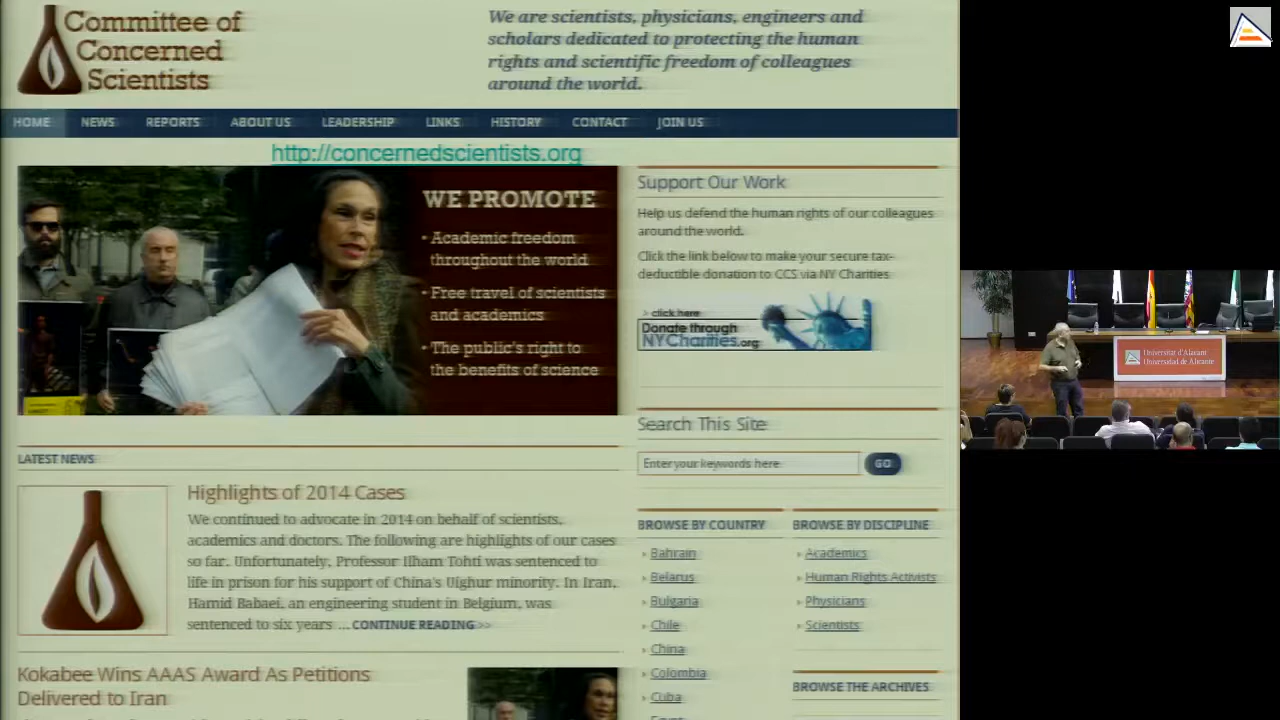 Committee of
Concerned
Scientists
We are scientists, physicians, engineers and
scholars dedicated to protecting the human
rights and scientific freedom of colleagues
around the world.
HOME NEWS REPORTS ABOUT US LEADERSHIP LINKS HISTORY CONTACT JOIN US
http://concernedscientists.org
WE PROMOTE
• Academic freedom
throughout the world
• Free travel of scientists
and academics
• The public's right to
the benefits of science
Support Our Work
Help us defend the human rights of our colleagues
around the world.
Click the link below to make your secure tax-
deductible donation to CCS via NY Charities
> click here
Donate through
NYCharities.org
Search This Site
Enter your keywords here
GO
LATEST NEWS
Highlights of 2014 Cases
We continued to advocate in 2014 on behalf of scientists,
academics and doctors. The following are highlights of our cases
so far. Unfortunately, Professor Ilham Tohti was sentenced to
life in prison for his support of China's Uighur minority. In Iran,
Hamid Babaei, an engineering student in Belgium, was
sentenced to six years ... CONTINUE READING >>
Kokabee Wins AAAS Award As Petitions
Delivered to Iran
BROWSE BY COUNTRY
Bahrain
Belarus
Bulgaria
Chile
China
Colombia
Cuba
BROWSE BY DISCIPLINE
Academics
Human Rights Activists
Physicians
Scientists
BROWSE THE ARCHIVES
Universitat d'Alacant
Universidad de Alicante